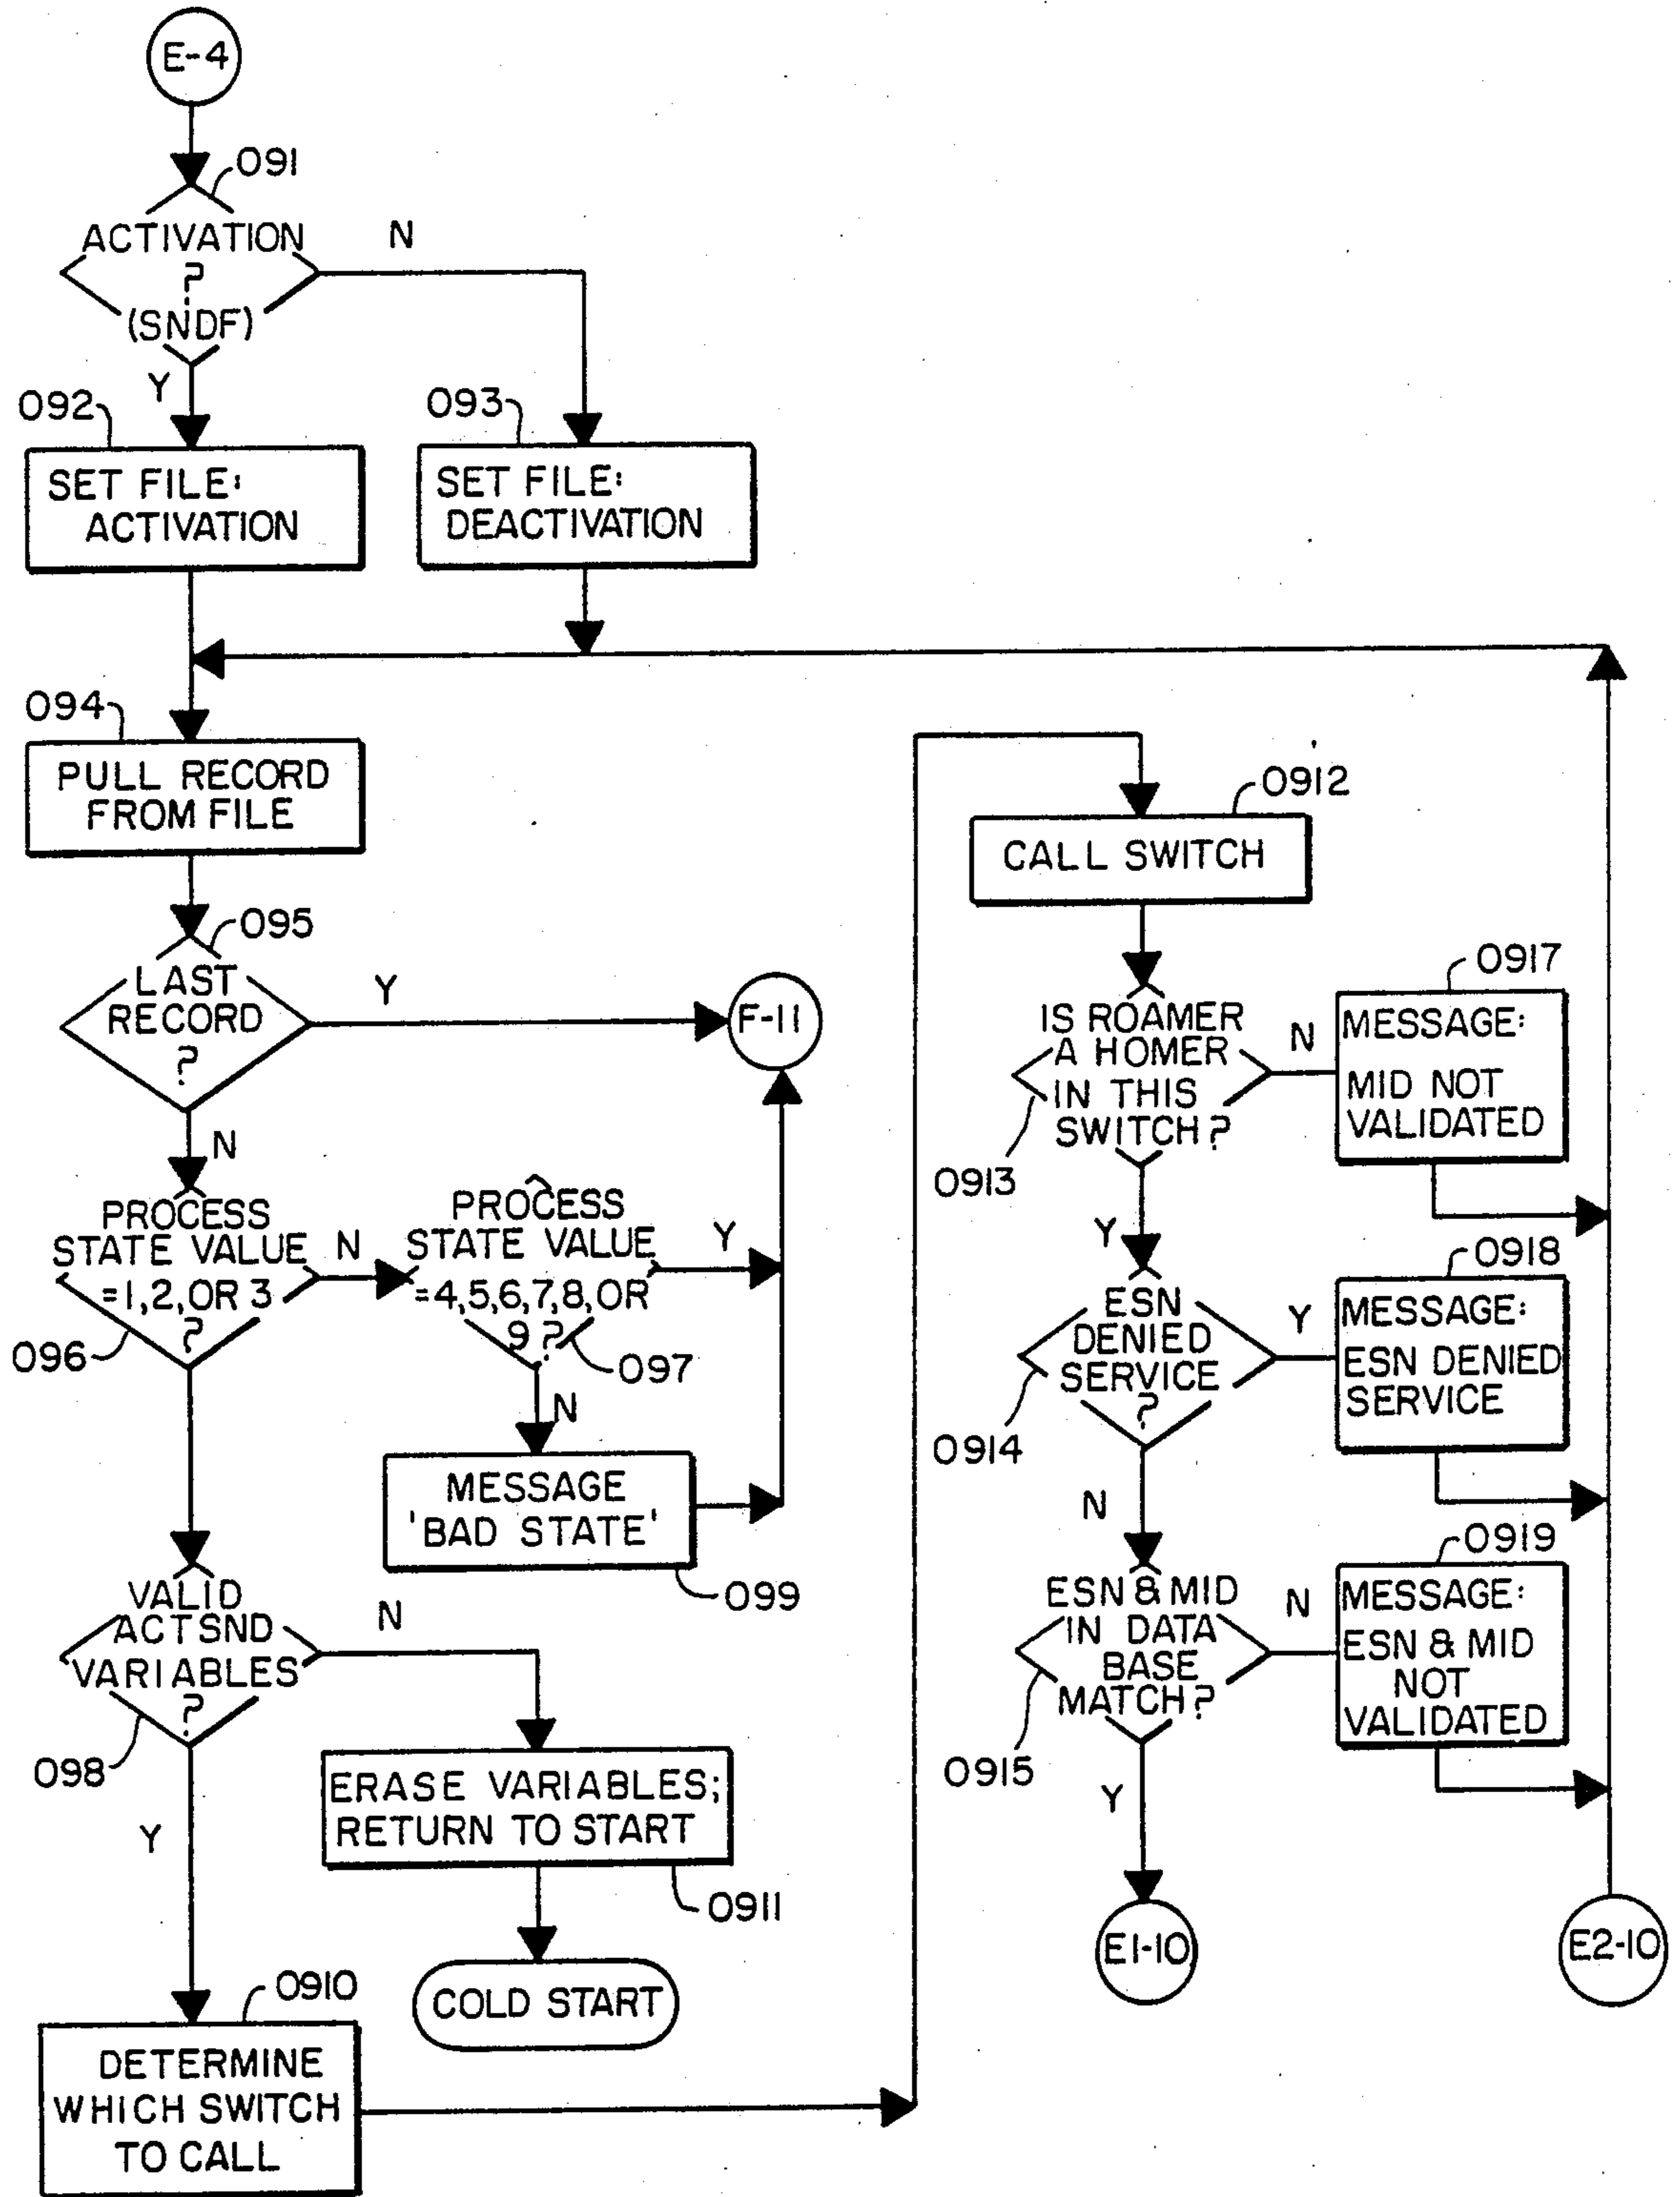 E-4
091
ACTIVATION
?
(SNDF)
N
Y
092
SET FILE:
ACTIVATION
093
SET FILE:
DEACTIVATION
094
PULL RECORD
FROM FILE
095
LAST
RECORD
?
Y
F-11
N
PROCESS
STATE VALUE
=1,2,OR 3
?
096
N
PROCESS
STATE VALUE
=4,5,6,7,8,OR
9?
097
Y
N
MESSAGE
'BAD STATE'
099
VALID
ACTSND
VARIABLES
?
098
N
Y
ERASE VARIABLES;
RETURN TO START
0911
COLD START
0910
DETERMINE
WHICH SWITCH
TO CALL
0912
CALL SWITCH
IS ROAMER
A HOMER
IN THIS
SWITCH?
0913
N
0917
MESSAGE:
MID NOT
VALIDATED
Y
ESN
DENIED
SERVICE
?
0914
Y
0918
MESSAGE:
ESN DENIED
SERVICE
N
ESN & MID
IN DATA
BASE
MATCH?
0915
N
0919
MESSAGE:
ESN & MID
NOT
VALIDATED
Y
E1-10
E2-10